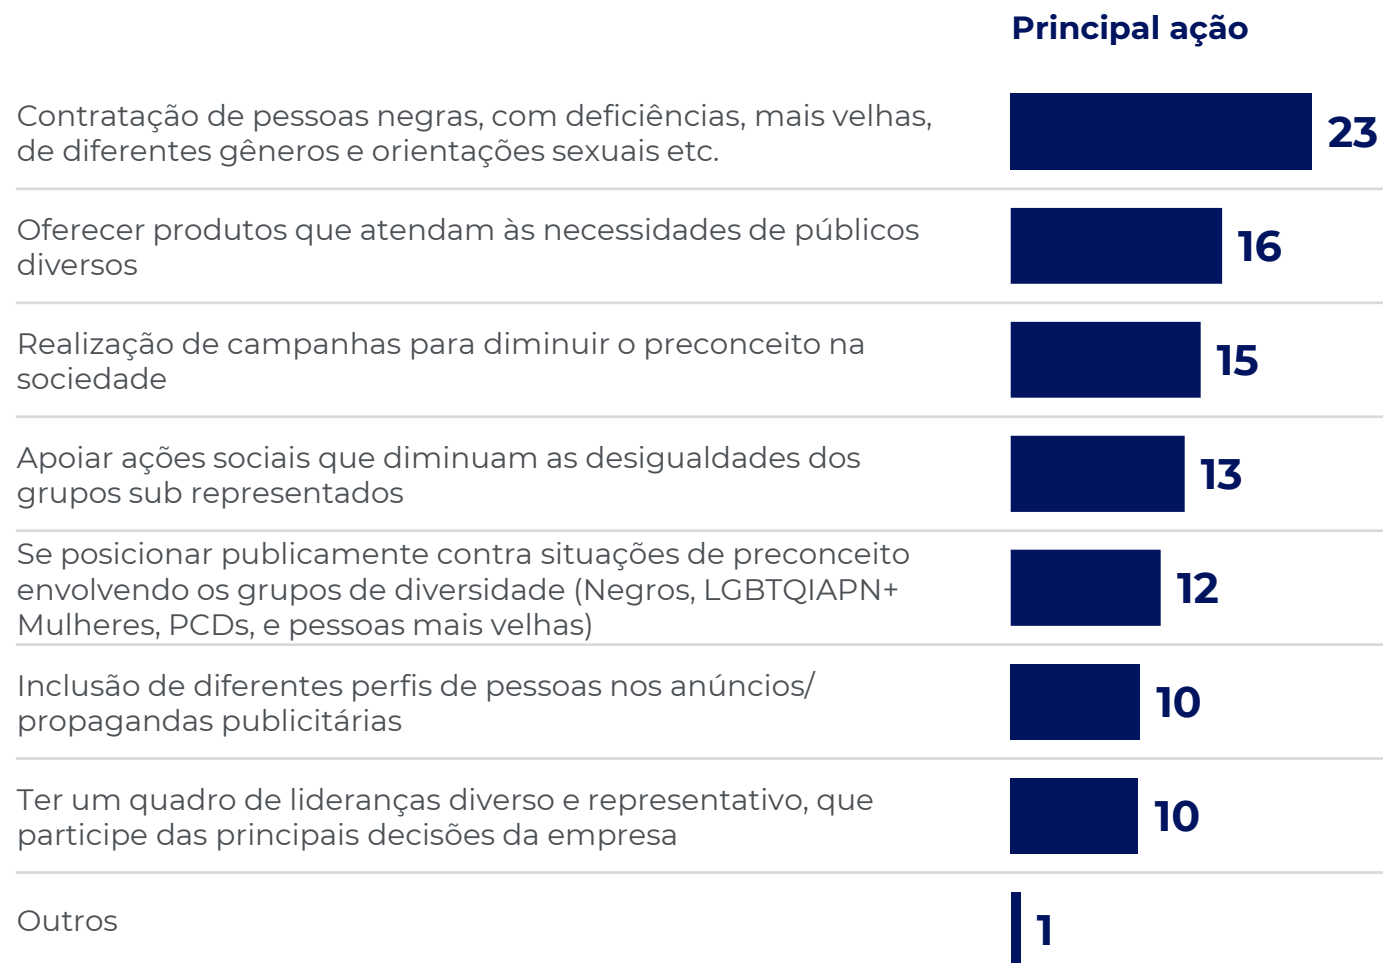 Principal ação
Contratação de pessoas negras, com deficiências, mais velhas,
de diferentes gêneros e orientações sexuais etc.
23
Oferecer produtos que atendam às necessidades de públicos
diversos
16
Realização de campanhas para diminuir o preconceito na
sociedade
15
Apoiar ações sociais que diminuam as desigualdades dos
grupos sub representados
13
Se posicionar publicamente contra situações de preconceito
envolvendo os grupos de diversidade (Negros, LGBTQIAPN+
Mulheres, PCDs, e pessoas mais velhas)
12
Inclusão de diferentes perfis de pessoas nos anúncios/
propagandas publicitárias
10
Ter um quadro de lideranças diverso e representativo, que
participe das principais decisões da empresa
10
Outros
1